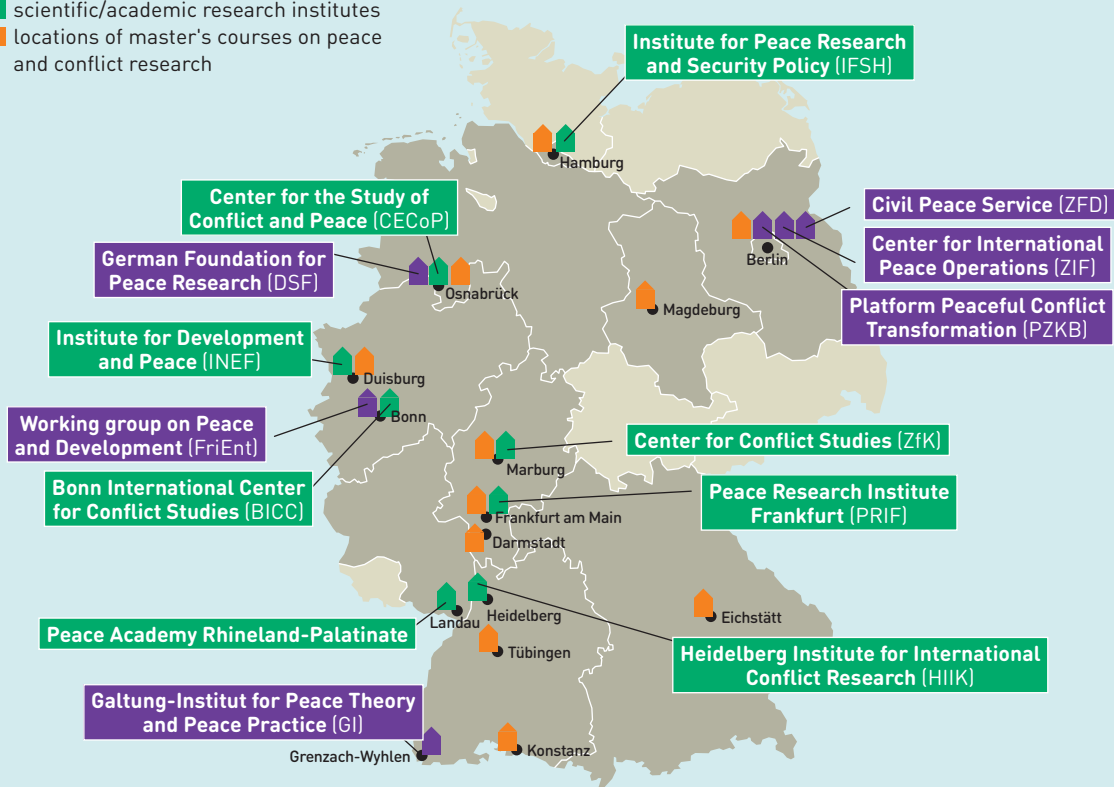 scientific/academic research institutes
locations of master's courses on peace
and conflict research
Institute for Peace Research
and Security Policy (IFSH)
Hamburg
Center for the Study of
Conflict and Peace (CECoP)
Civil Peace Service (ZFD)
German Foundation for
Peace Research (DSF)
Center for International
Peace Operations (ZIF)
Berlin
Osnabrück
Magdeburg
Platform Peaceful Conflict
Transformation (PZKB)
Institute for Development
and Peace (INEF)
Duisburg
Working group on Peace
and Development (FriEnt)
Bonn
Center for Conflict Studies (ZfK)
Marburg
Bonn International Center
for Conflict Studies (BICC)
Peace Research Institute
Frankfurt (PRIF)
Frankfurt am Main
Darmstadt
Heidelberg
Landau
Eichstätt
Peace Academy Rhineland-Palatinate
Tübingen
Heidelberg Institute for International
Conflict Research (HIIK)
Galtung-Institut for Peace Theory
and Peace Practice (GI)
Grenzach-Wyhlen
Konstanz